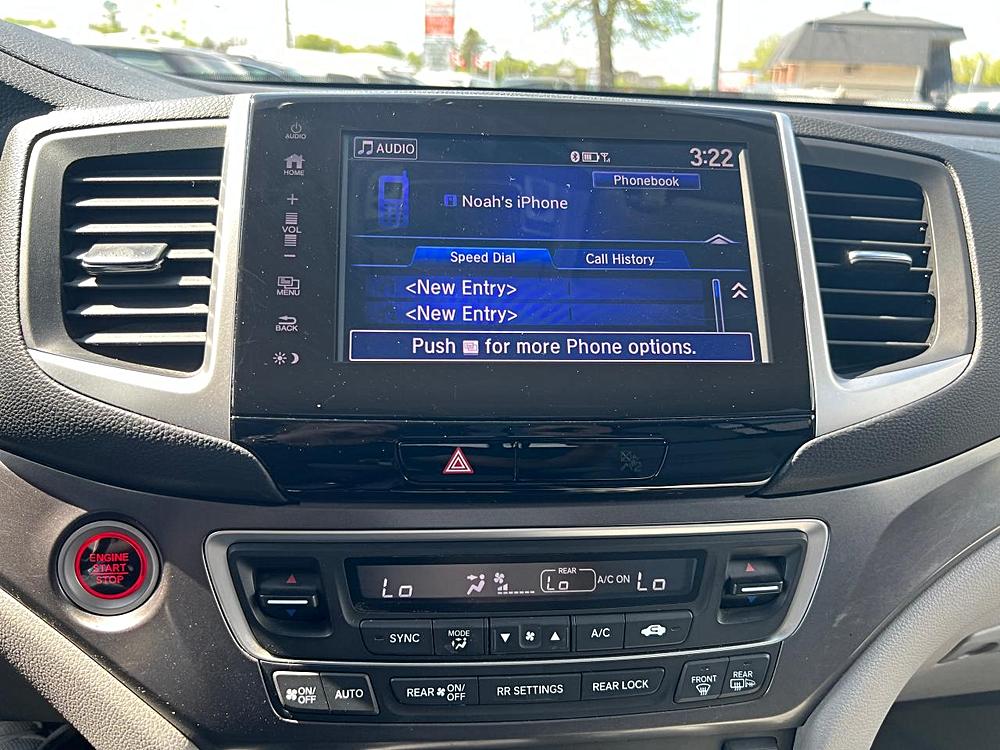 AUDIO
HOME
+
VOL
−
MENU
BACK
AUDIO
3:22
Phonebook
Noah's iPhone
Speed Dial
Call History
<New Entry>
<New Entry>
Push for more Phone options.
ENGINE
START
STOP
Lo
REAR
Lo
A/C ON
Lo
SYNC
MODE
A/C
ON/
OFF
AUTO
REAR ON/
OFF
RR SETTINGS
REAR LOCK
FRONT
REAR